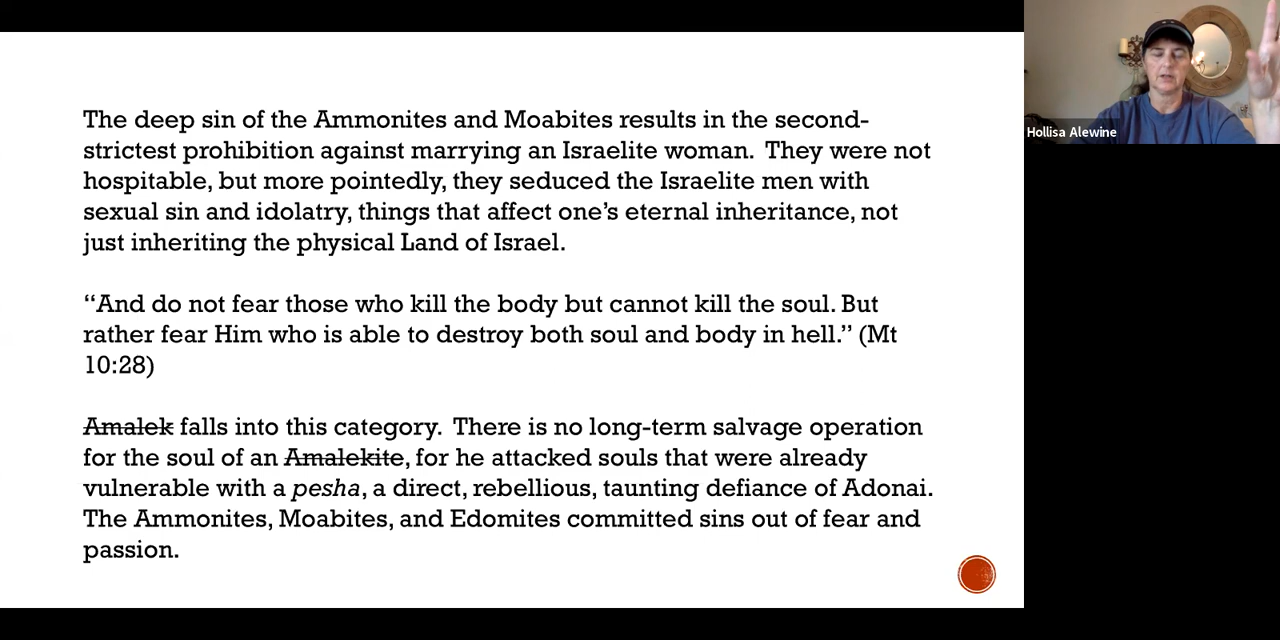 The deep sin of the Ammonites and Moabites results in the second-
strictest prohibition against marrying an Israelite woman.  They were not
hospitable, but more pointedly, they seduced the Israelite men with
sexual sin and idolatry, things that affect one’s eternal inheritance, not
just inheriting the physical Land of Israel.
“And do not fear those who kill the body but cannot kill the soul. But
rather fear Him who is able to destroy both soul and body in hell.” (Mt
10:28)
Amalek falls into this category.  There is no long-term salvage operation
for the soul of an Amalekite, for he attacked souls that were already
vulnerable with a pesha, a direct, rebellious, taunting defiance of Adonai.
The Ammonites, Moabites, and Edomites committed sins out of fear and
passion.
Hollisa Alewine